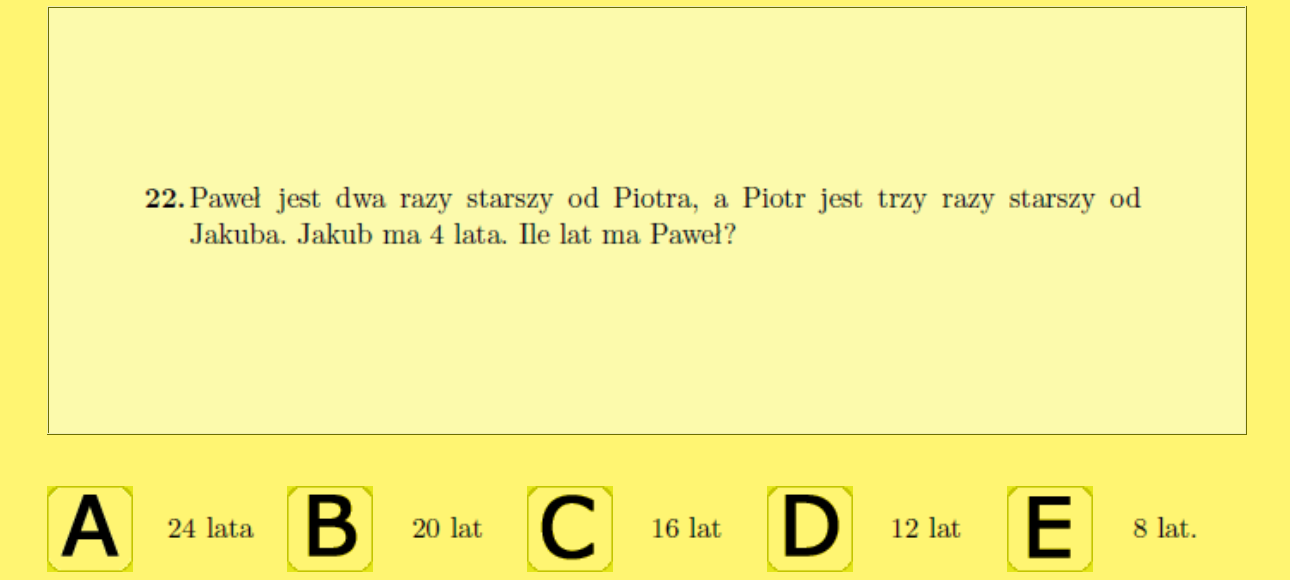 22. Paweł jest dwa razy starszy od Piotra, a Piotr jest trzy razy starszy od
Jakuba. Jakub ma 4 lata. Ile lat ma Paweł?
A 24 lata B 20 lat C 16 lat D 12 lat E 8 lat.